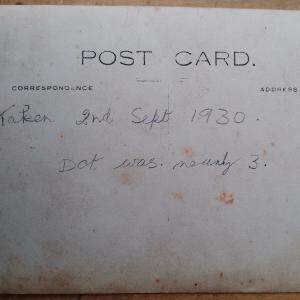 POST CARD.
CORRESPONDENCE ADDRESS
Taken 2nd Sept 1930.
Dot was nearly 3.